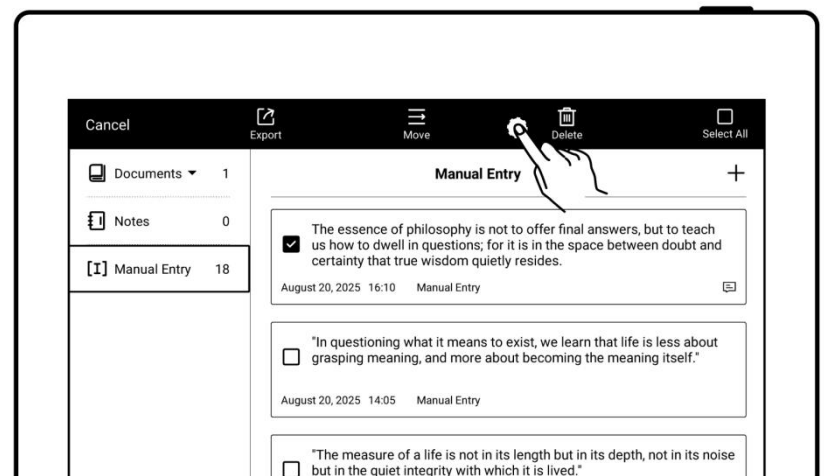 Cancel
Export
Move
Delete
Select All
Documents 1
Notes 0
[I] Manual Entry 18
Manual Entry
The essence of philosophy is not to offer final answers, but to teach
us how to dwell in questions; for it is in the space between doubt and
certainty that true wisdom quietly resides.
August 20, 2025 16:10 Manual Entry
"In questioning what it means to exist, we learn that life is less about
grasping meaning, and more about becoming the meaning itself."
August 20, 2025 14:05 Manual Entry
"The measure of a life is not in its length but in its depth, not in its noise
but in the quiet integrity with which it is lived."